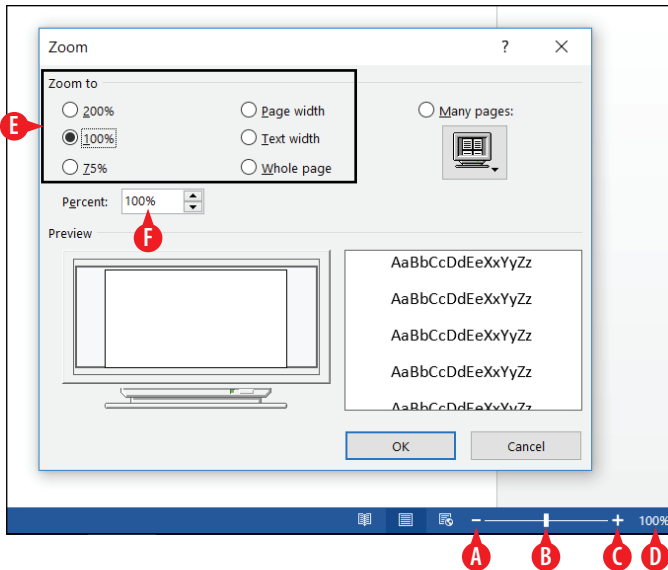 Zoom ?
Zoom to
200% Page width Many pages:
E
100% Text width
75% Whole page
Percent: 100%
F
Preview
AaBbCcDdEeXxYyZz
AaBbCcDdEeXxYyZz
AaBbCcDdEeXxYyZz
AaBbCcDdEeXxYyZz
AaBbCcDdEeXxYyZz
OK Cancel
- + 100%
A B C D